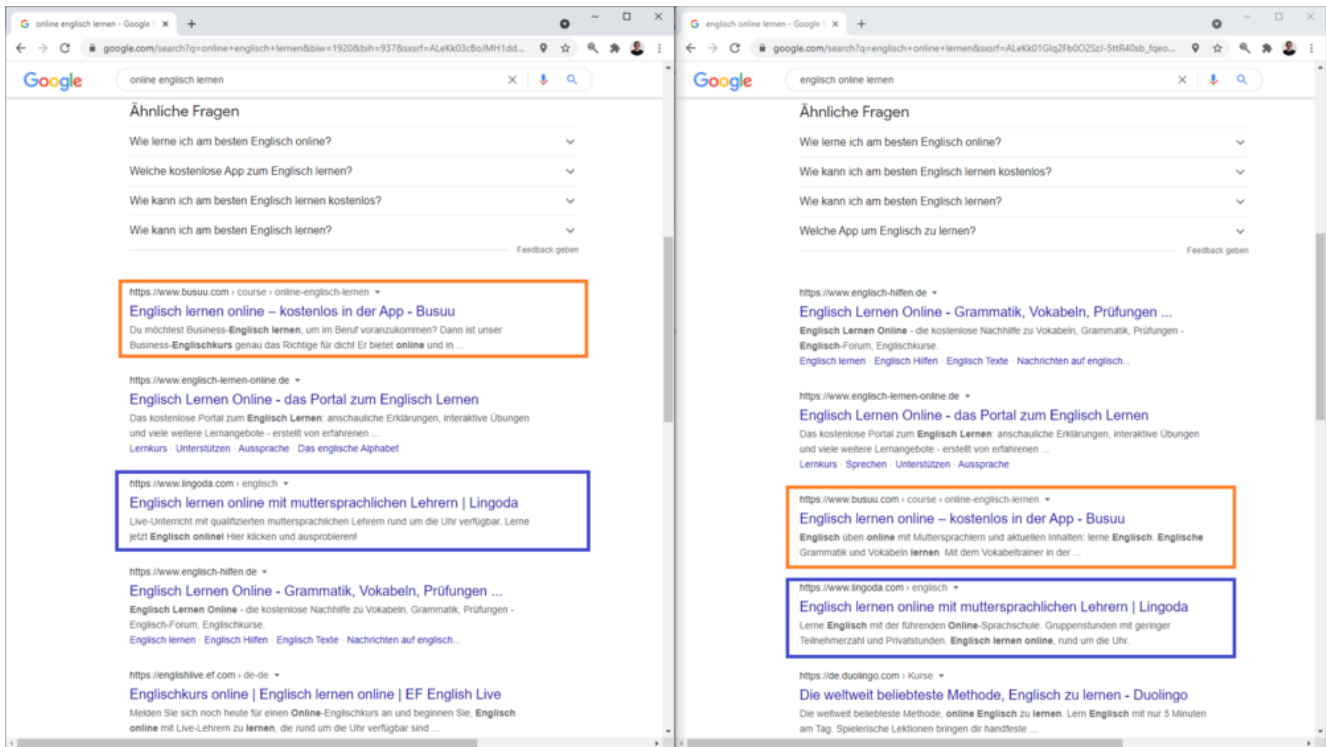 online englisch lernen - Google S
google.com/search?q=online+englisch+lernen&biw=1920&bih=937&sxsrf=ALeKk03cBoJMH1dd...
Google
online englisch lernen
Ähnliche Fragen
Wie lerne ich am besten Englisch online?
Welche kostenlose App zum Englisch lernen?
Wie kann ich am besten Englisch lernen kostenlos?
Wie kann ich am besten Englisch lernen?
Feedback geben
https://www.busuu.com › course › online-englisch-lernen
Englisch lernen online – kostenlos in der App - Busuu
Du möchtest Business-Englisch lernen, um im Beruf voranzukommen? Dann ist unser
Business-Englischkurs genau das Richtige für dich! Er bietet online und in ...
https://www.englisch-lernen-online.de
Englisch Lernen Online - das Portal zum Englisch Lernen
Das kostenlose Portal zum Englisch Lernen: anschauliche Erklärungen, interaktive Übungen
und viele weitere Lernangebote - erstellt von erfahrenen ...
Lernkurs · Unterstützen · Aussprache · Das englische Alphabet
https://www.lingoda.com › englisch
Englisch lernen online mit muttersprachlichen Lehrern | Lingoda
Live-Unterricht mit qualifizierten muttersprachlichen Lehrern rund um die Uhr verfügbar. Lerne
jetzt Englisch online! Hier klicken und ausprobieren!
https://www.englisch-hilfen.de
Englisch Lernen Online - Grammatik, Vokabeln, Prüfungen ...
Englisch Lernen Online - die kostenlose Nachhilfe zu Vokabeln, Grammatik, Prüfungen -
Englisch-Forum, Englischkurse.
Englisch lernen · Englisch Hilfen · Englisch Texte · Nachrichten auf englisch...
https://englishlive.ef.com › de-de
Englischkurs online | Englisch lernen online | EF English Live
Melden Sie sich noch heute für einen Online-Englischkurs an und beginnen Sie, Englisch
online mit Live-Lehrern zu lernen, die rund um die Uhr verfügbar sind ...
englisch online lernen - Google S
google.com/search?q=englisch+online+lernen&sxsrf=ALeKk01Glq2Fb0O2SzJ-5ttR40sb_fqeo...
Google
englisch online lernen
Ähnliche Fragen
Wie lerne ich am besten Englisch online?
Wie kann ich am besten Englisch lernen kostenlos?
Wie kann ich am besten Englisch lernen?
Welche App um Englisch zu lernen?
Feedback geben
https://www.englisch-hilfen.de
Englisch Lernen Online - Grammatik, Vokabeln, Prüfungen ...
Englisch Lernen Online - die kostenlose Nachhilfe zu Vokabeln, Grammatik, Prüfungen -
Englisch-Forum, Englischkurse.
Englisch lernen · Englisch Hilfen · Englisch Texte · Nachrichten auf englisch...
https://www.englisch-lernen-online.de
Englisch Lernen Online - das Portal zum Englisch Lernen
Das kostenlose Portal zum Englisch Lernen: anschauliche Erklärungen, interaktive Übungen
und viele weitere Lernangebote - erstellt von erfahrenen ...
Lernkurs · Sprechen · Unterstützen · Aussprache
https://www.busuu.com › course › online-englisch-lernen
Englisch lernen online – kostenlos in der App - Busuu
Englisch üben online mit Muttersprachlern und aktuellen Inhalten: lerne Englisch. Englische
Grammatik und Vokabeln lernen. Mit dem Vokabeltrainer in der ...
https://www.lingoda.com › englisch
Englisch lernen online mit muttersprachlichen Lehrern | Lingoda
Lerne Englisch mit der führenden Online-Sprachschule. Gruppenstunden mit geringer
Teilnehmerzahl und Privatstunden. Englisch lernen online, rund um die Uhr.
https://de.duolingo.com › Kurse
Die weltweit beliebteste Methode, Englisch zu lernen - Duolingo
Die weltweit beliebteste Methode, online Englisch zu lernen. Lern Englisch mit nur 5 Minuten
am Tag. Spielerische Lektionen bringen dir handfeste ...